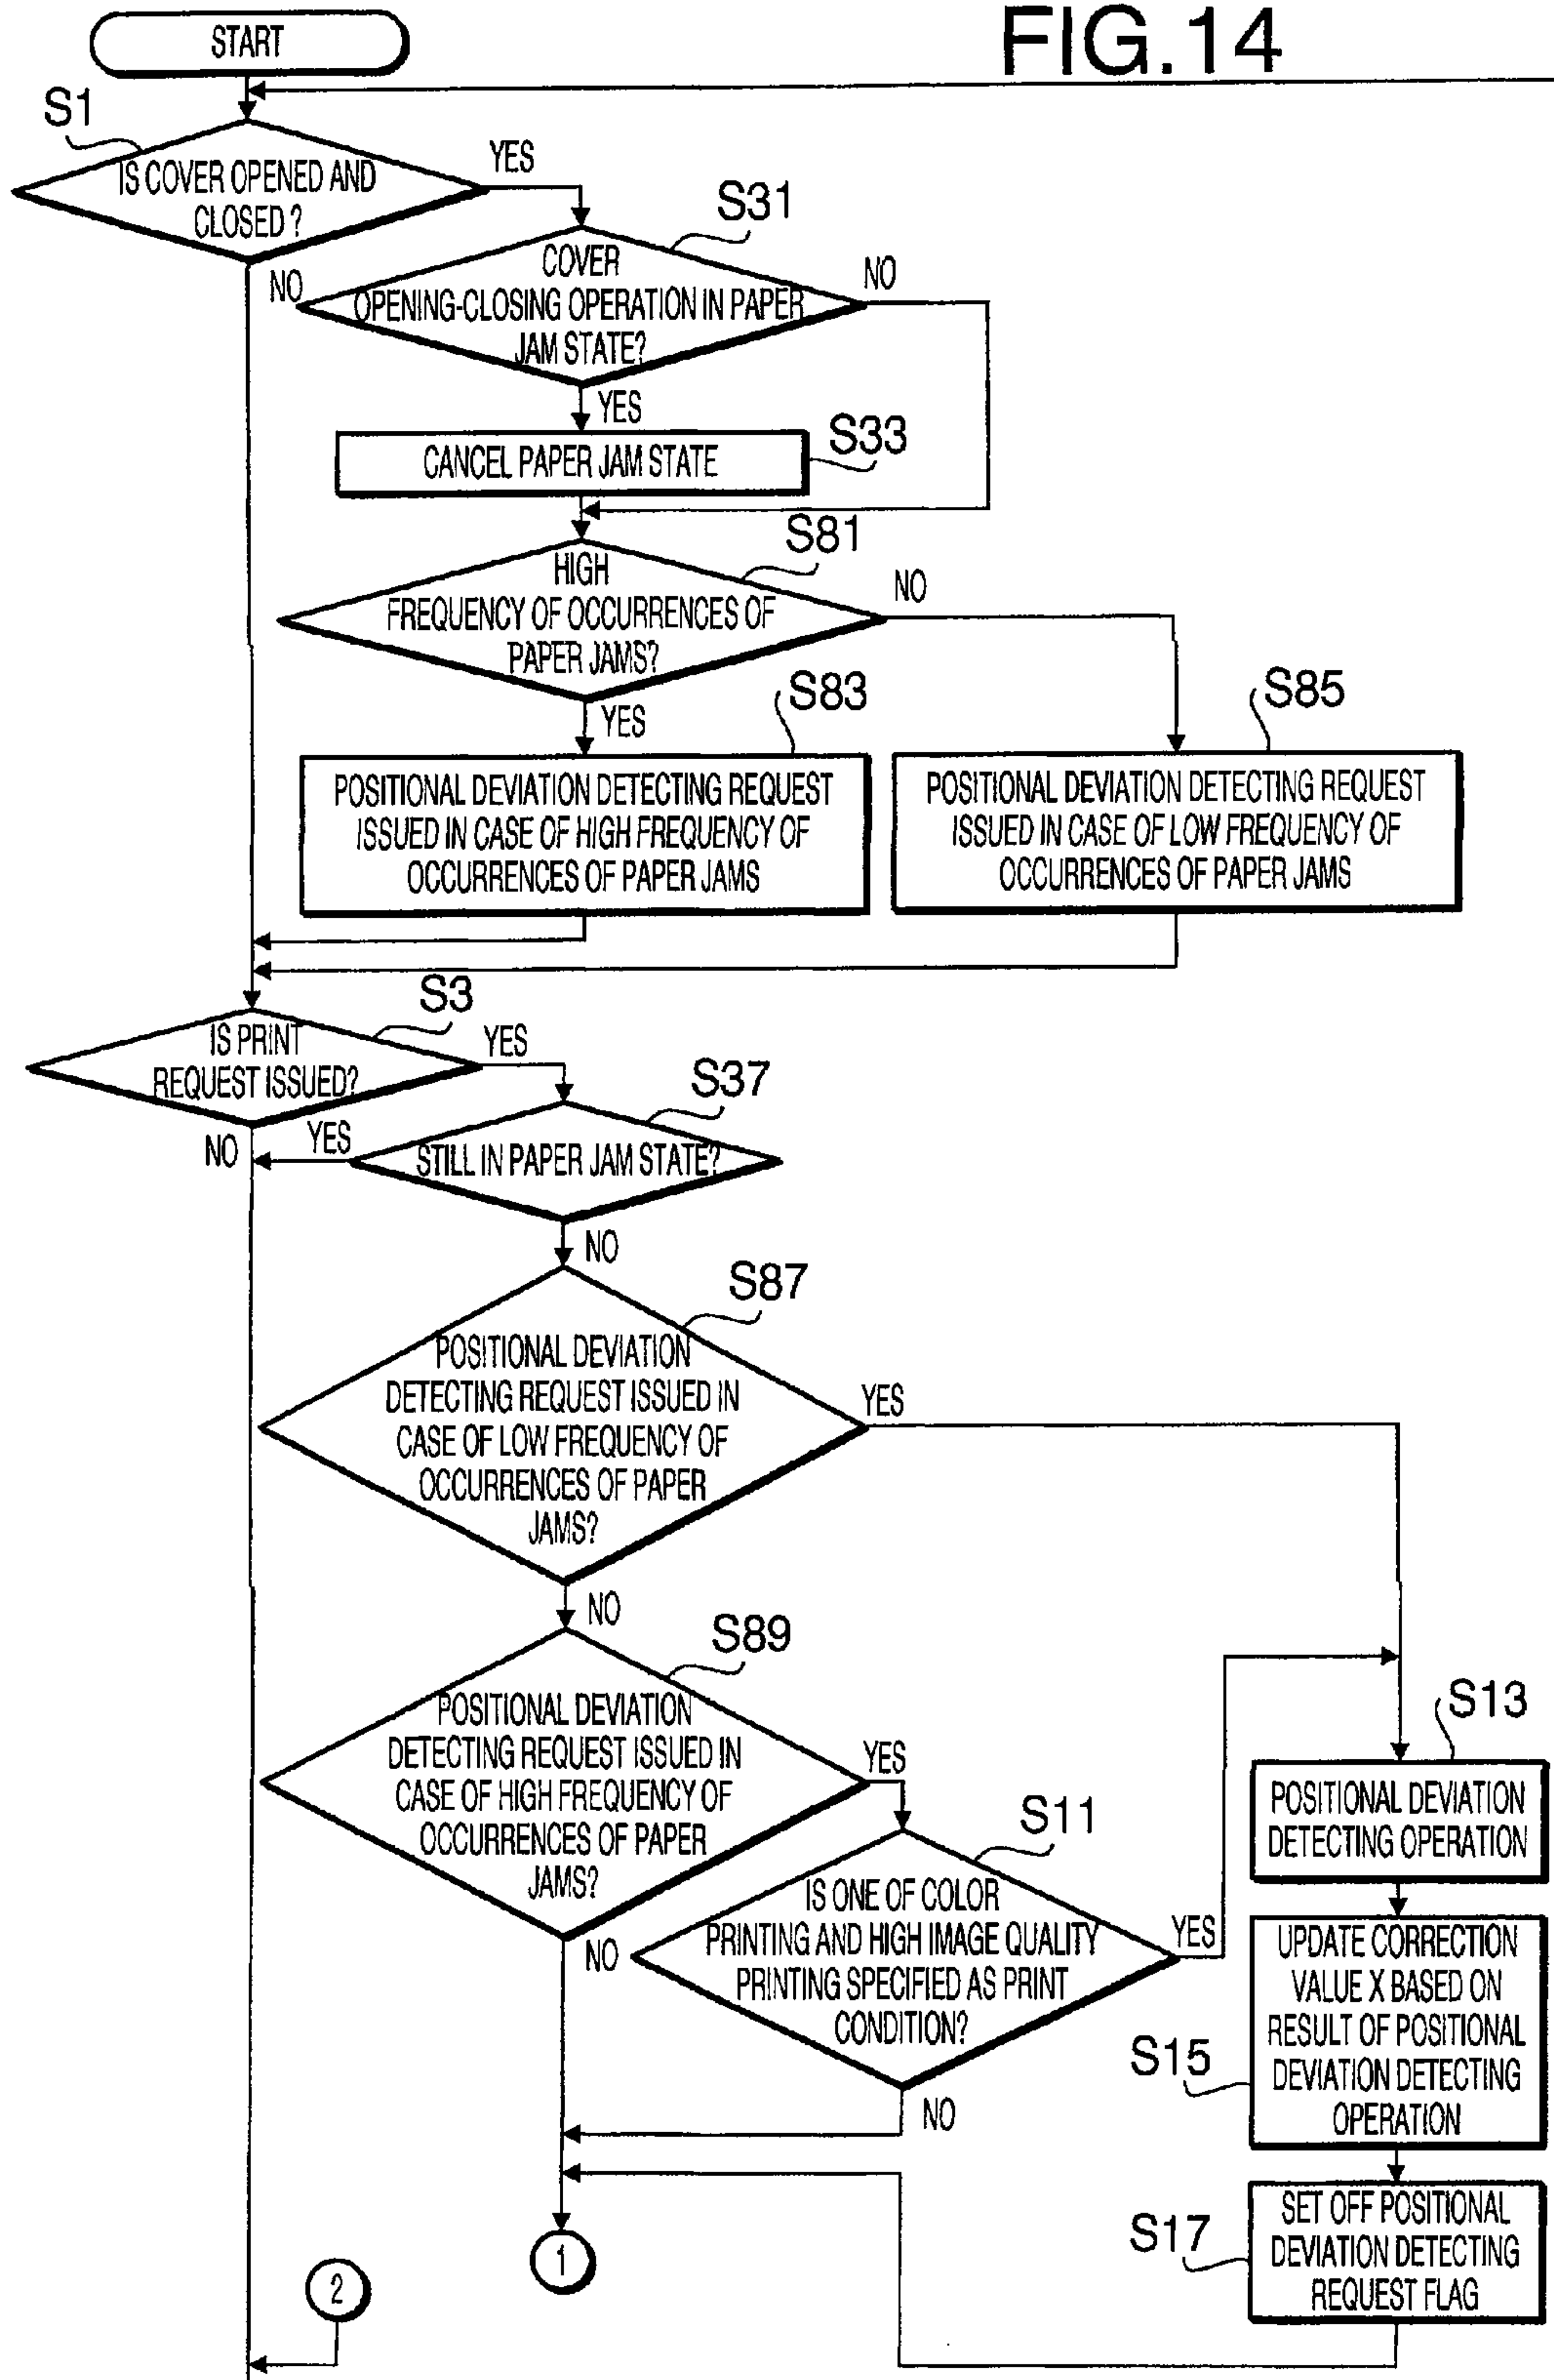 FIG.14
START
S1
IS COVER OPENED AND
CLOSED ?
YES
NO
S31
COVER
OPENING-CLOSING OPERATION IN PAPER
JAM STATE?
NO
YES
S33
CANCEL PAPER JAM STATE
S81
HIGH
FREQUENCY OF OCCURRENCES OF
PAPER JAMS?
NO
YES
S83
POSITIONAL DEVIATION DETECTING REQUEST
ISSUED IN CASE OF HIGH FREQUENCY OF
OCCURRENCES OF PAPER JAMS
S85
POSITIONAL DEVIATION DETECTING REQUEST
ISSUED IN CASE OF LOW FREQUENCY OF
OCCURRENCES OF PAPER JAMS
S3
IS PRINT
REQUEST ISSUED?
YES
NO
S37
YES
STILL IN PAPER JAM STATE?
NO
S87
POSITIONAL DEVIATION
DETECTING REQUEST ISSUED IN
CASE OF LOW FREQUENCY OF
OCCURRENCES OF PAPER
JAMS?
YES
NO
S89
POSITIONAL DEVIATION
DETECTING REQUEST ISSUED IN
CASE OF HIGH FREQUENCY OF
OCCURRENCES OF PAPER
JAMS?
YES
NO
S11
IS ONE OF COLOR
PRINTING AND HIGH IMAGE QUALITY
PRINTING SPECIFIED AS PRINT
CONDITION?
YES
NO
S13
POSITIONAL DEVIATION
DETECTING OPERATION
S15
UPDATE CORRECTION
VALUE X BASED ON
RESULT OF POSITIONAL
DEVIATION DETECTING
OPERATION
S17
SET OFF POSITIONAL
DEVIATION DETECTING
REQUEST FLAG
1
2